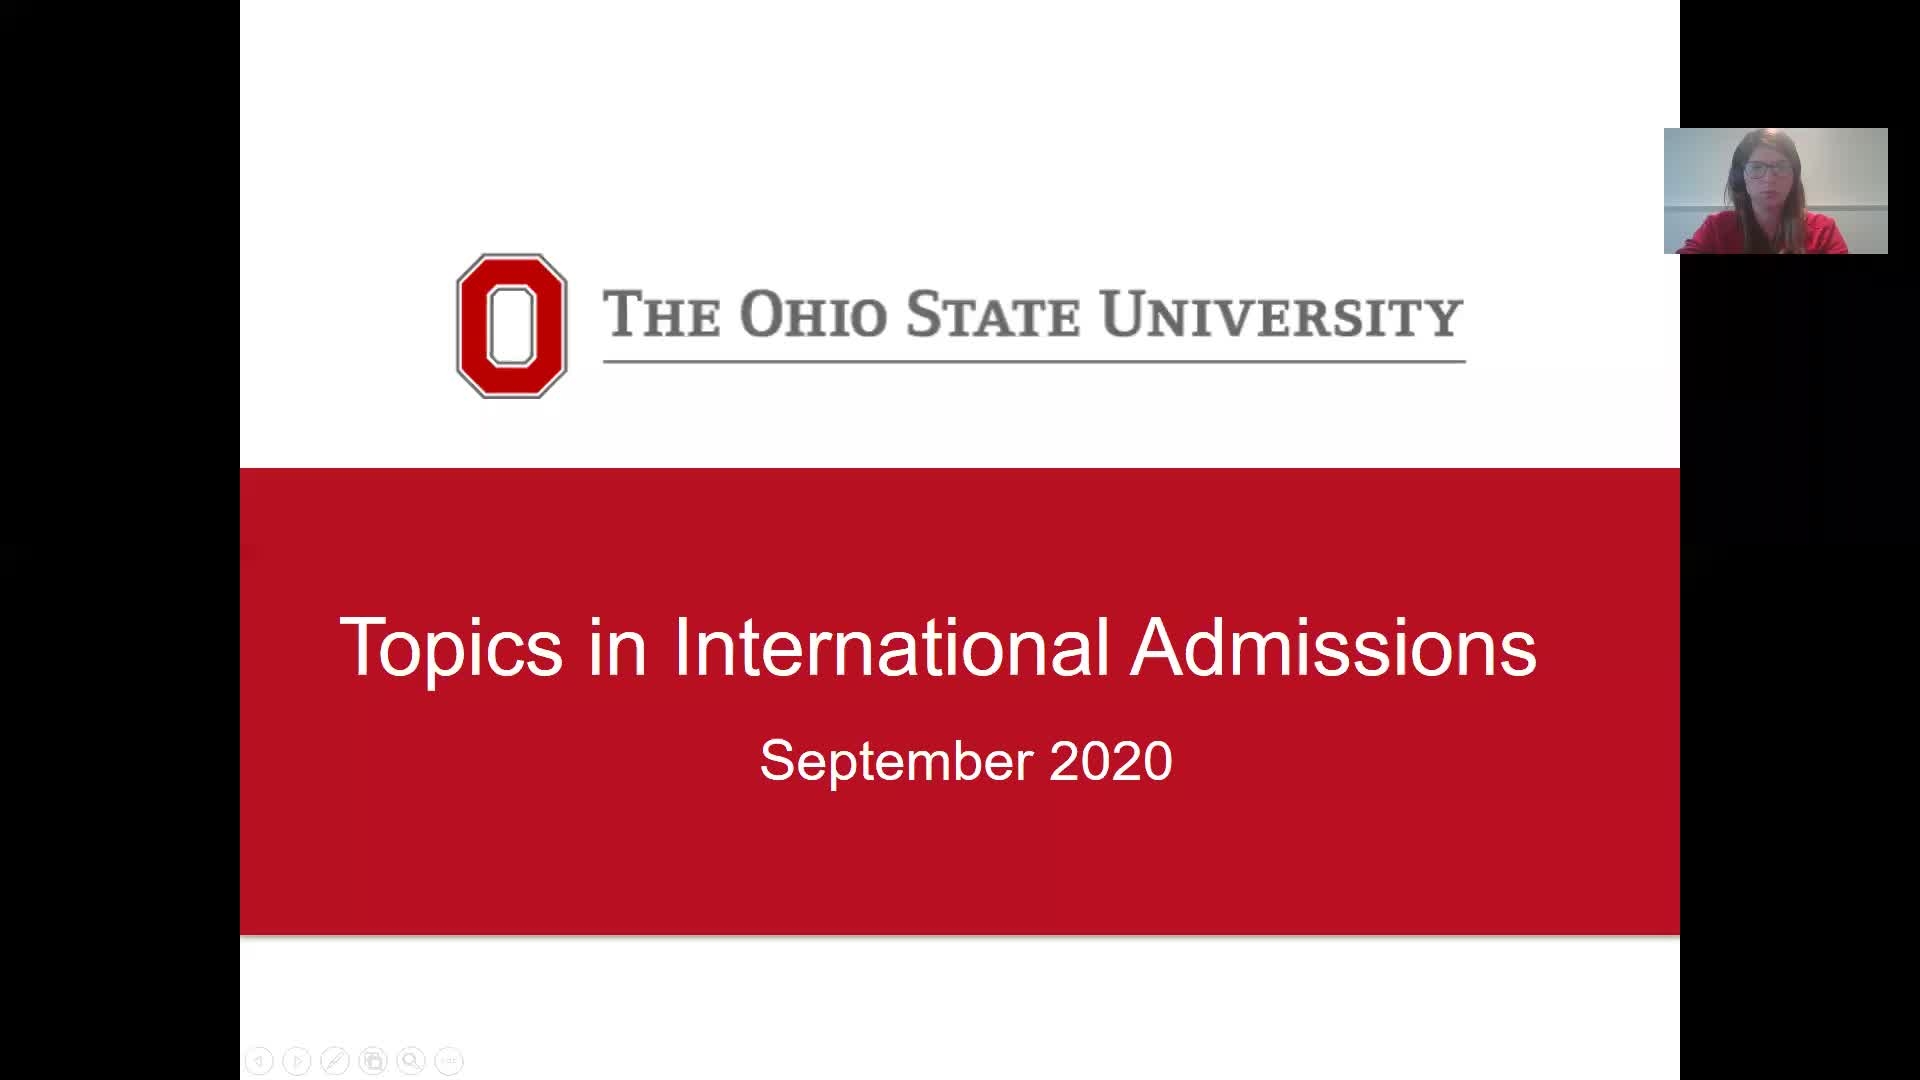 THE OHIO STATE UNIVERSITY
Topics in International Admissions
September 2020